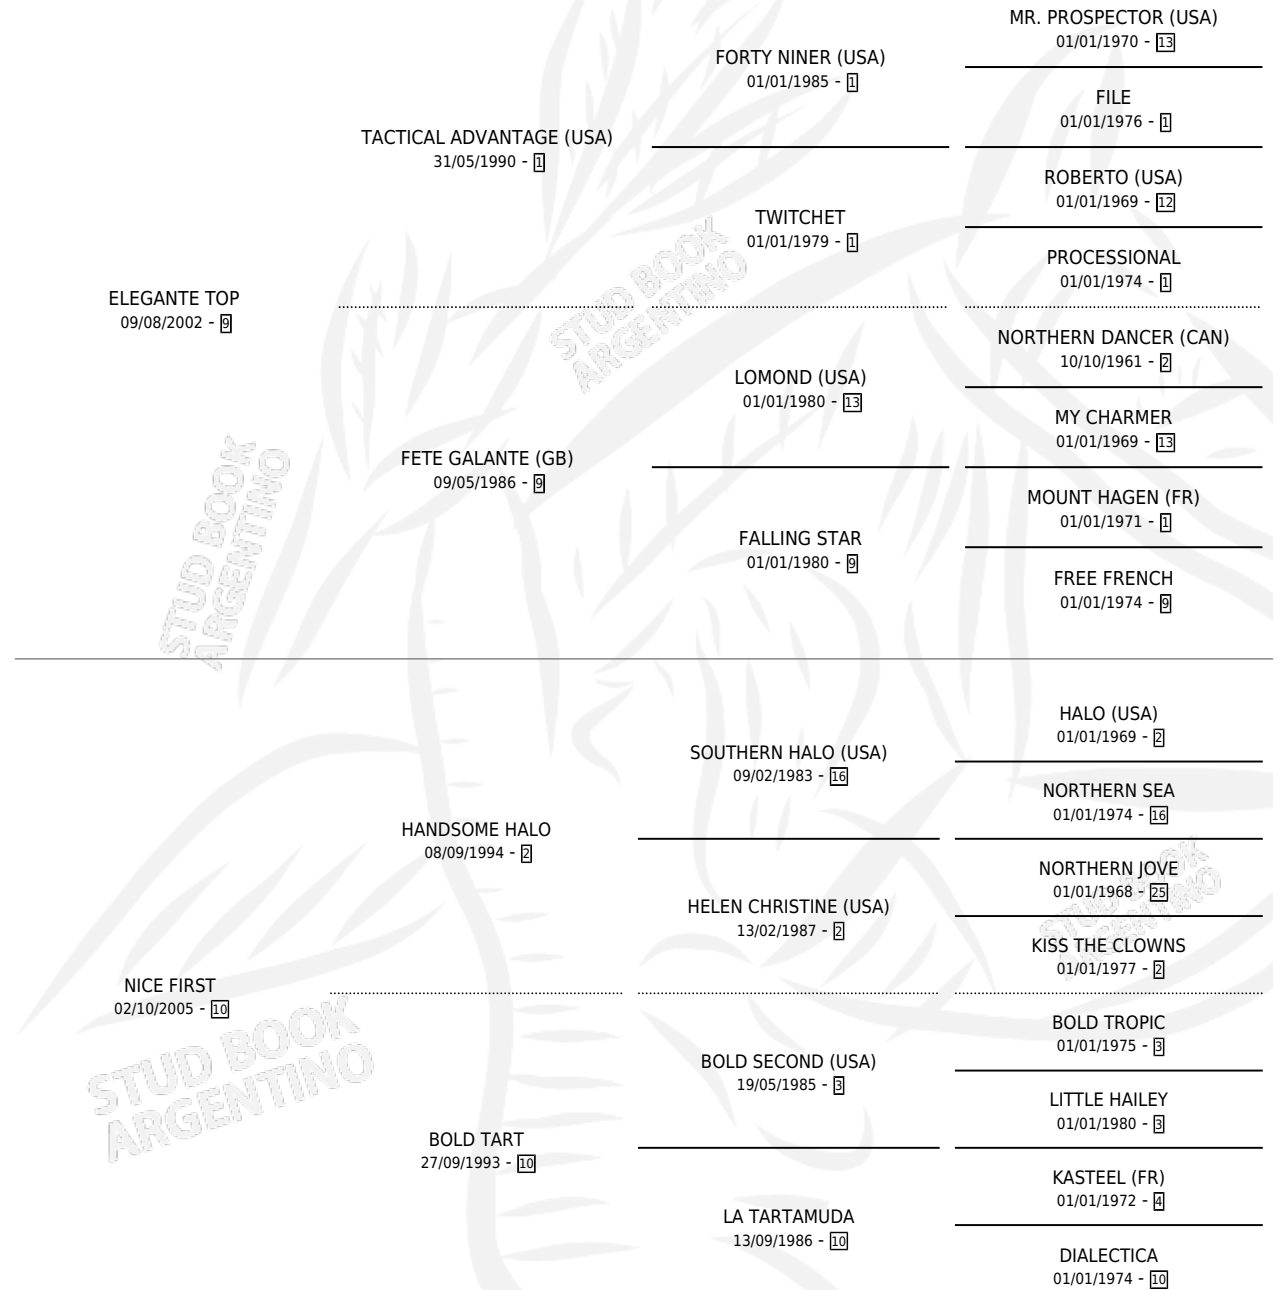 MR. PROSPECTOR (USA)
01/01/1970 - 13
FORTY NINER (USA)
01/01/1985 - 1
FILE
01/01/1976 - 1
TACTICAL ADVANTAGE (USA)
31/05/1990 - 1
ROBERTO (USA)
01/01/1969 - 12
TWITCHET
01/01/1979 - 1
PROCESSIONAL
01/01/1974 - 1
ELEGANTE TOP
09/08/2002 - 9
NORTHERN DANCER (CAN)
10/10/1961 - 2
LOMOND (USA)
01/01/1980 - 13
MY CHARMER
01/01/1969 - 13
FETE GALANTE (GB)
09/05/1986 - 9
MOUNT HAGEN (FR)
01/01/1971 - 1
FALLING STAR
01/01/1980 - 9
FREE FRENCH
01/01/1974 - 9
STUD BOOK
ARGENTINO
STUD BOOK
ARGENTINO
HALO (USA)
01/01/1969 - 2
SOUTHERN HALO (USA)
09/02/1983 - 16
NORTHERN SEA
01/01/1974 - 16
HANDSOME HALO
08/09/1994 - 2
NORTHERN JOVE
01/01/1968 - 25
HELEN CHRISTINE (USA)
13/02/1987 - 2
KISS THE CLOWNS
01/01/1977 - 2
NICE FIRST
02/10/2005 - 10
BOLD TROPIC
01/01/1975 - 3
BOLD SECOND (USA)
19/05/1985 - 3
LITTLE HAILEY
01/01/1980 - 3
BOLD TART
27/09/1993 - 10
KASTEEL (FR)
01/01/1972 - 4
LA TARTAMUDA
13/09/1986 - 10
DIALECTICA
01/01/1974 - 10
STUD BOOK
ARGENTINO
STUD BOOK
ARGENTINO